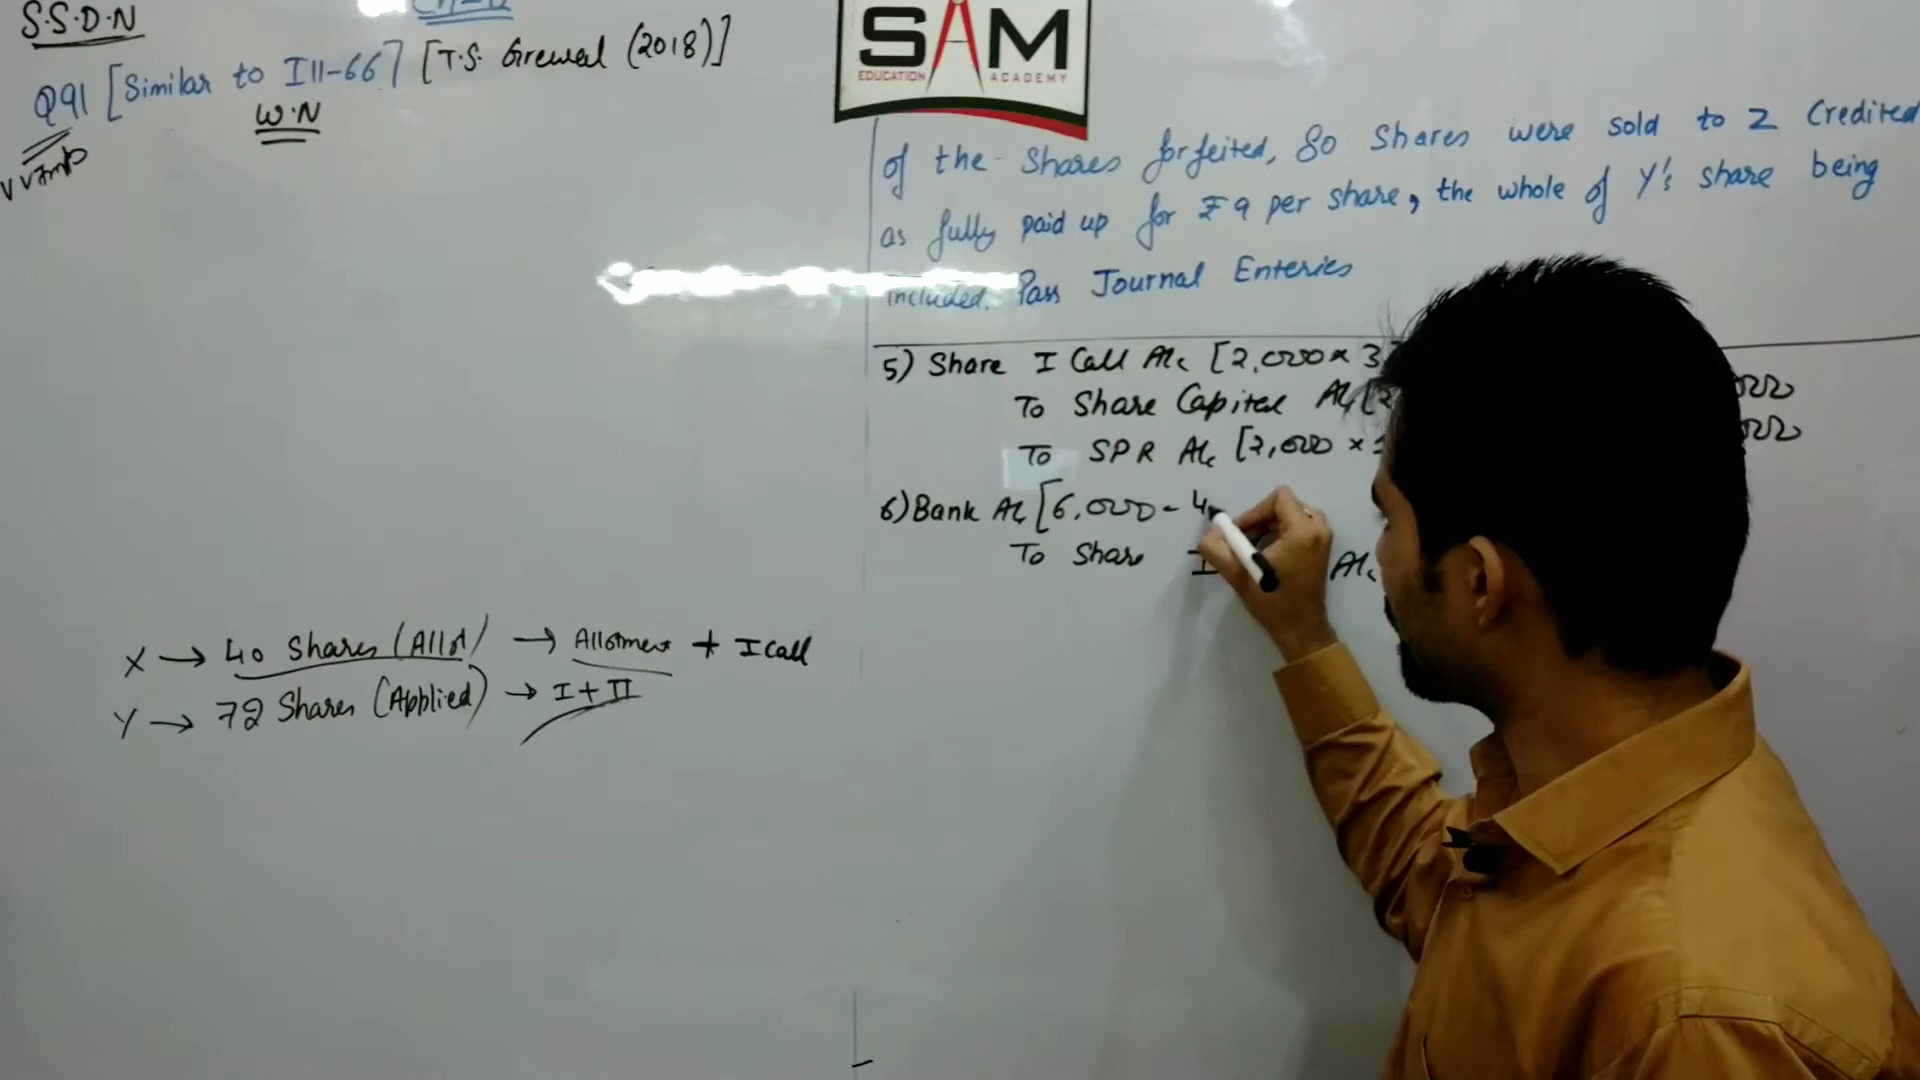 S.S.D.N
Q91 [Similar to Ill-66] [T.S. Grewal (2018)]
W.N
V V Imp
SAM
EDUCATION ACADEMY
of the Shares forfeited, 80 Shares were sold to Z Credited
as fully paid up for ₹ 9 per share, the whole of Y's share being
included. Pass Journal Enteries
5) Share I Call A/c [2,000 × 3
To Share Capital A/c [2
To SPR A/c [2,000 ×
6) Bank A/c [6,000 - 4
To Share I A/c
X → 40 Shares (Allot) → Allotment + I Call
Y → 72 Shares (Applied) → I + II